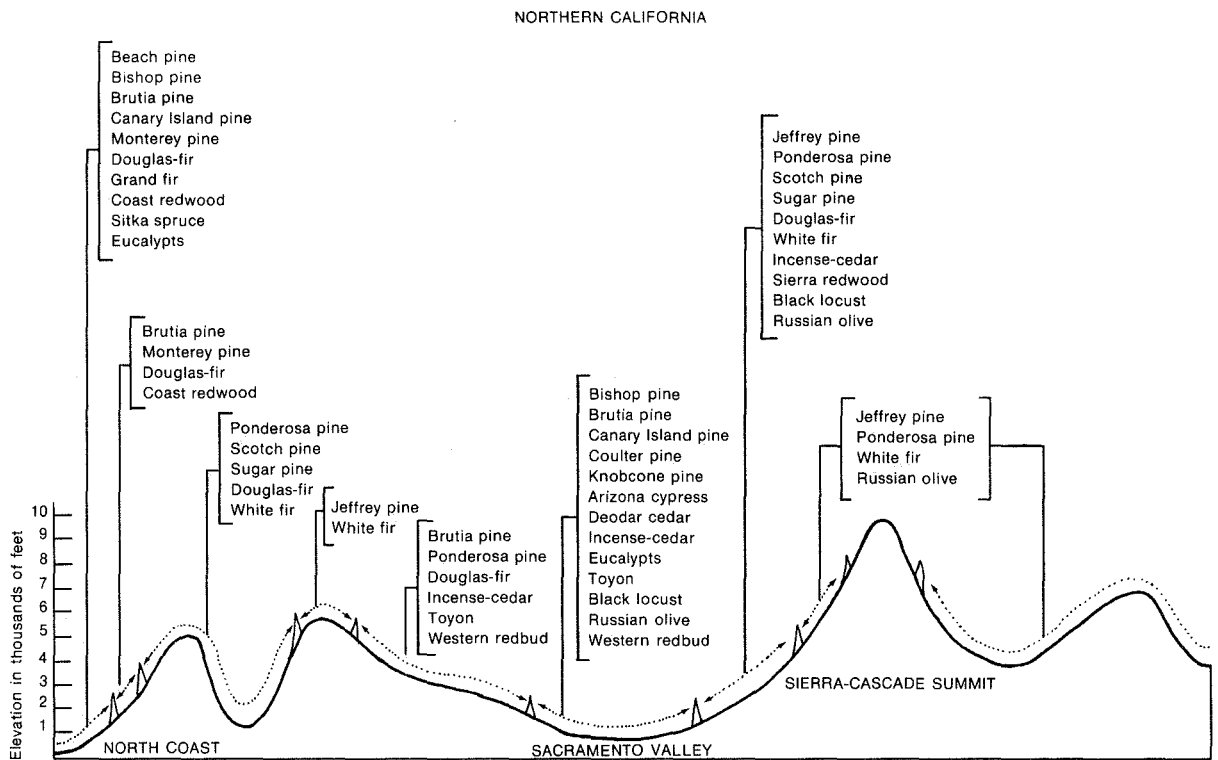 NORTHERN CALIFORNIA
Beach pine
Bishop pine
Brutia pine
Canary Island pine
Monterey pine
Douglas-fir
Grand fir
Coast redwood
Sitka spruce
Eucalypts
Brutia pine
Monterey pine
Douglas-fir
Coast redwood
Ponderosa pine
Scotch pine
Sugar pine
Douglas-fir
White fir
Jeffrey pine
White fir
Brutia pine
Ponderosa pine
Douglas-fir
Incense-cedar
Toyon
Western redbud
Bishop pine
Brutia pine
Canary Island pine
Coulter pine
Knobcone pine
Arizona cypress
Deodar cedar
Incense-cedar
Eucalypts
Toyon
Black locust
Russian olive
Western redbud
Jeffrey pine
Ponderosa pine
Scotch pine
Sugar pine
Douglas-fir
White fir
Incense-cedar
Sierra redwood
Black locust
Russian olive
Jeffrey pine
Ponderosa pine
White fir
Russian olive
Elevation in thousands of feet
10
9
8
7
6
5
4
3
2
1
NORTH COAST
SACRAMENTO VALLEY
SIERRA-CASCADE SUMMIT